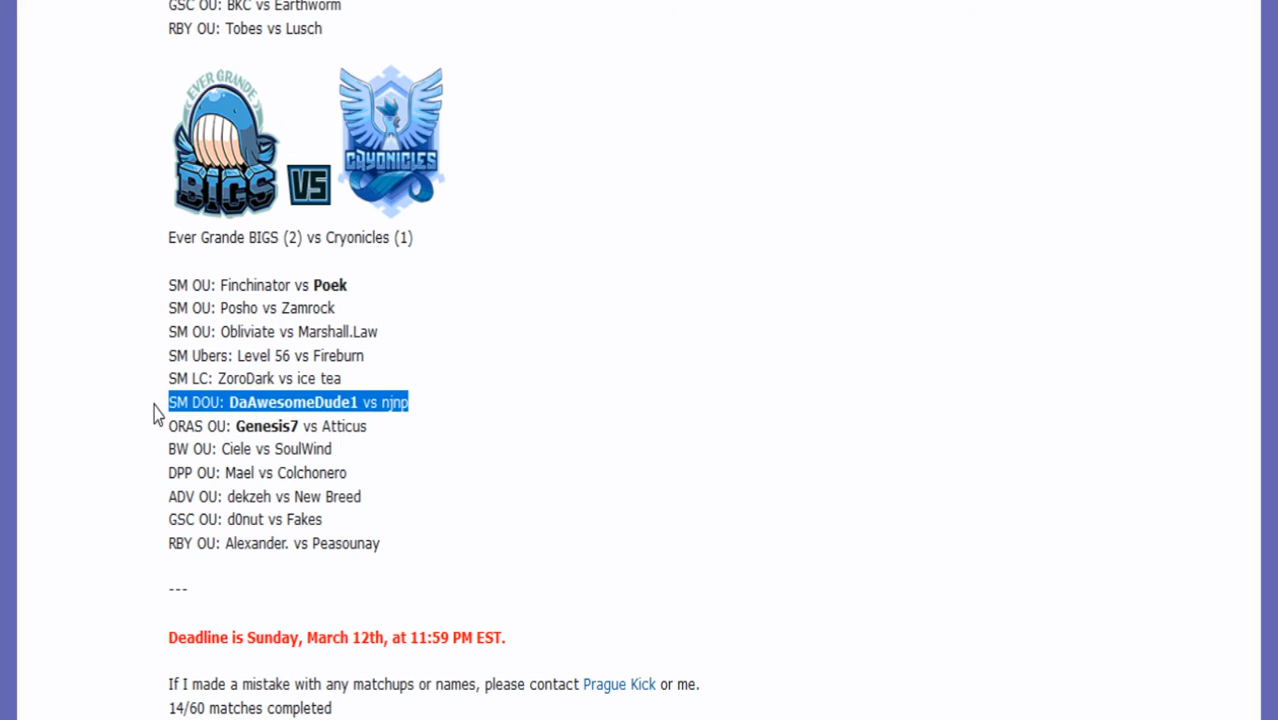 GSC OU: BKC vs Earthworm
RBY OU: Tobes vs Lusch
EVER GRANDE
BIGS
VS
CRYONICLES
Ever Grande BIGS (2) vs Cryonicles (1)
SM OU: Finchinator vs Poek
SM OU: Posho vs Zamrock
SM OU: Obliviate vs Marshall.Law
SM Ubers: Level 56 vs Fireburn
SM LC: ZoroDark vs ice tea
SM DOU: DaAwesomeDude1 vs njnp
ORAS OU: Genesis7 vs Atticus
BW OU: Ciele vs SoulWind
DPP OU: Mael vs Colchonero
ADV OU: dekzeh vs New Breed
GSC OU: d0nut vs Fakes
RBY OU: Alexander. vs Peasounay
---
Deadline is Sunday, March 12th, at 11:59 PM EST.
If I made a mistake with any matchups or names, please contact Prague Kick or me.
14/60 matches completed